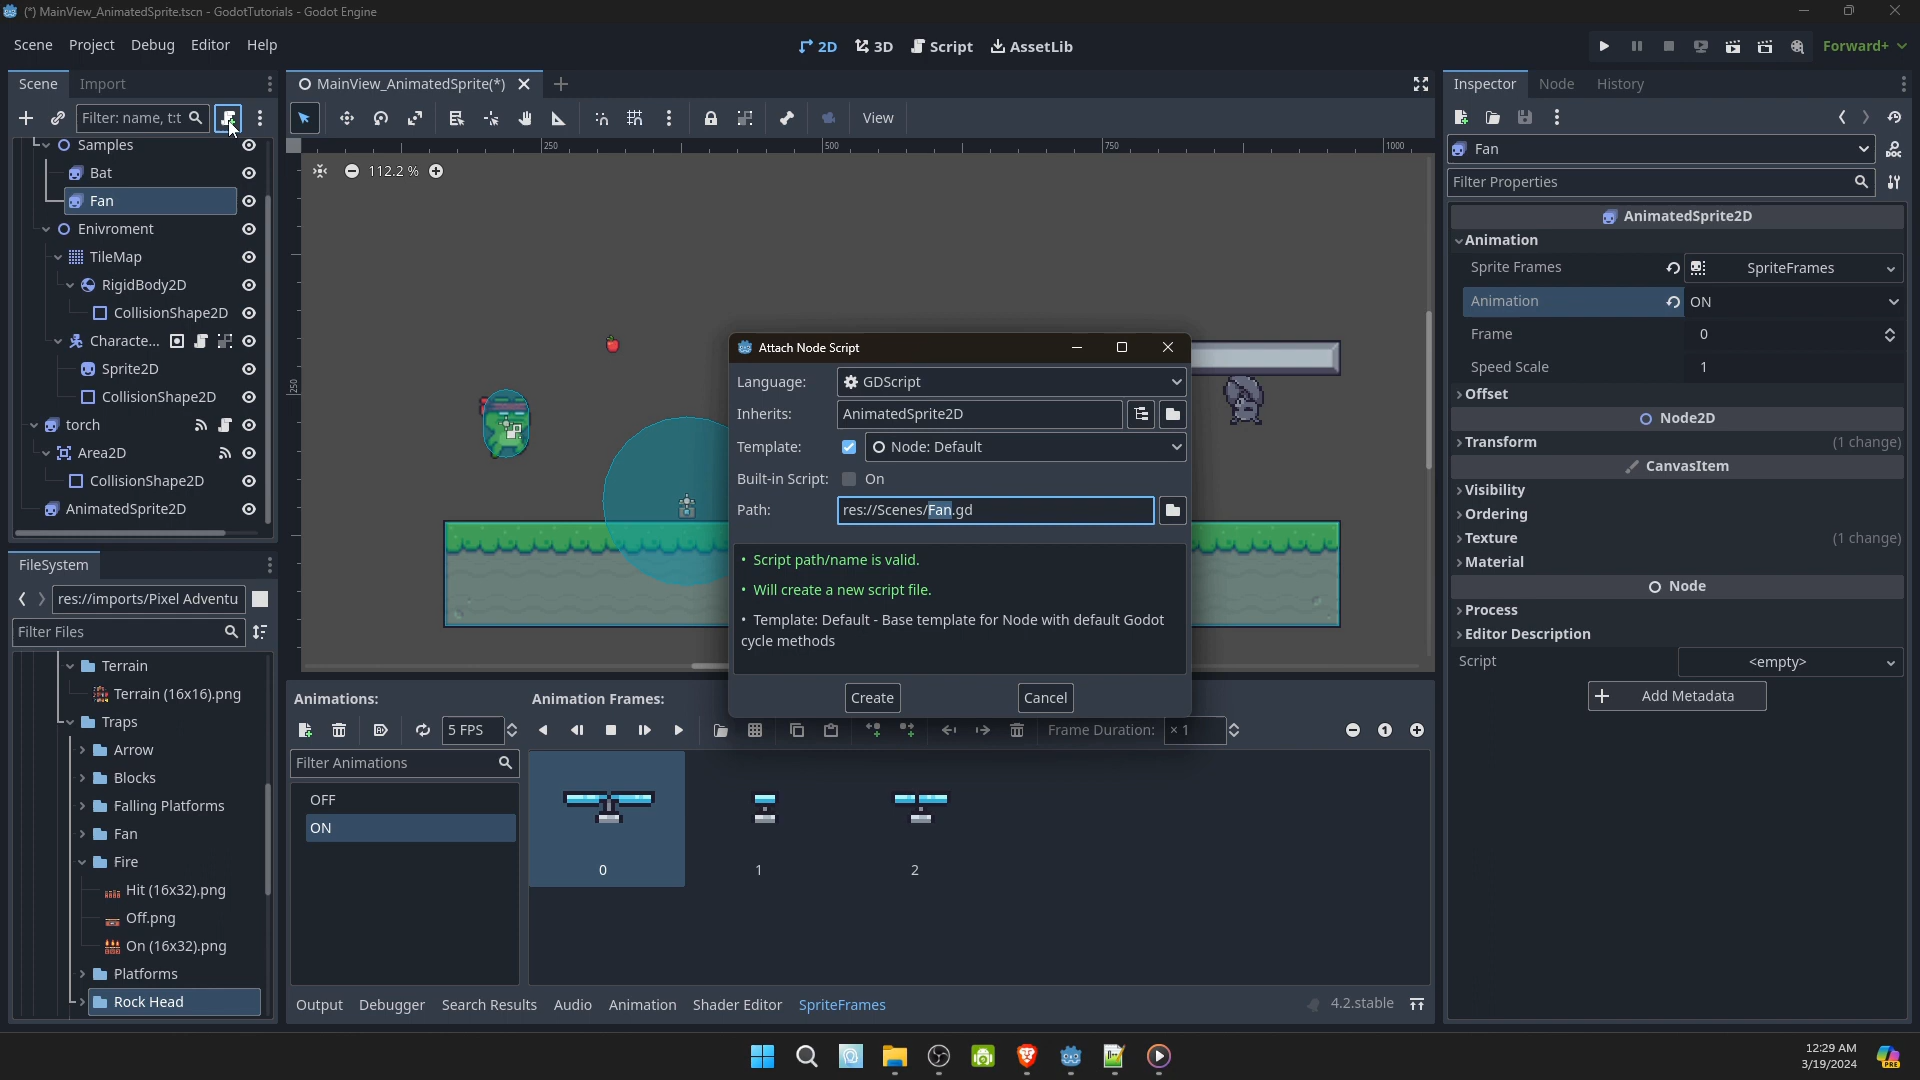 (*) MainView_AnimatedSprite.tscn - GodotTutorials - Godot Engine
Scene Project Debug Editor Help
2D 3D Script AssetLib
Forward+
Scene Import
MainView_AnimatedSprite(*)
Inspector Node History
Filter: name, t:t
View
Fan
Filter Properties
250 500 750 1000
112.2 %
250
Samples
Bat
Fan
Enivroment
TileMap
RigidBody2D
CollisionShape2D
Characte...
Sprite2D
CollisionShape2D
torch
Area2D
CollisionShape2D
AnimatedSprite2D
AnimatedSprite2D
Animation
Sprite Frames SpriteFrames
Animation ON
Frame 0
Speed Scale 1
Offset
Node2D
Transform (1 change)
CanvasItem
Visibility
Ordering
Texture (1 change)
Material
Node
Process
Editor Description
Script <empty>
Add Metadata
Attach Node Script
Language: GDScript
Inherits: AnimatedSprite2D
Template: Node: Default
Built-in Script: On
Path: res://Scenes/Fan.gd
• Script path/name is valid.
• Will create a new script file.
• Template: Default - Base template for Node with default Godot
cycle methods
Create Cancel
FileSystem
res://imports/Pixel Adventu
Filter Files
Terrain
Terrain (16x16).png
Traps
Arrow
Blocks
Falling Platforms
Fan
Fire
Hit (16x32).png
Off.png
On (16x32).png
Platforms
Rock Head
Animations: Animation Frames:
5 FPS
Frame Duration: × 1
1
Filter Animations
OFF
ON
0 1 2
Output Debugger Search Results Audio Animation Shader Editor SpriteFrames
4.2.stable
12:29 AM
3/19/2024
PRE